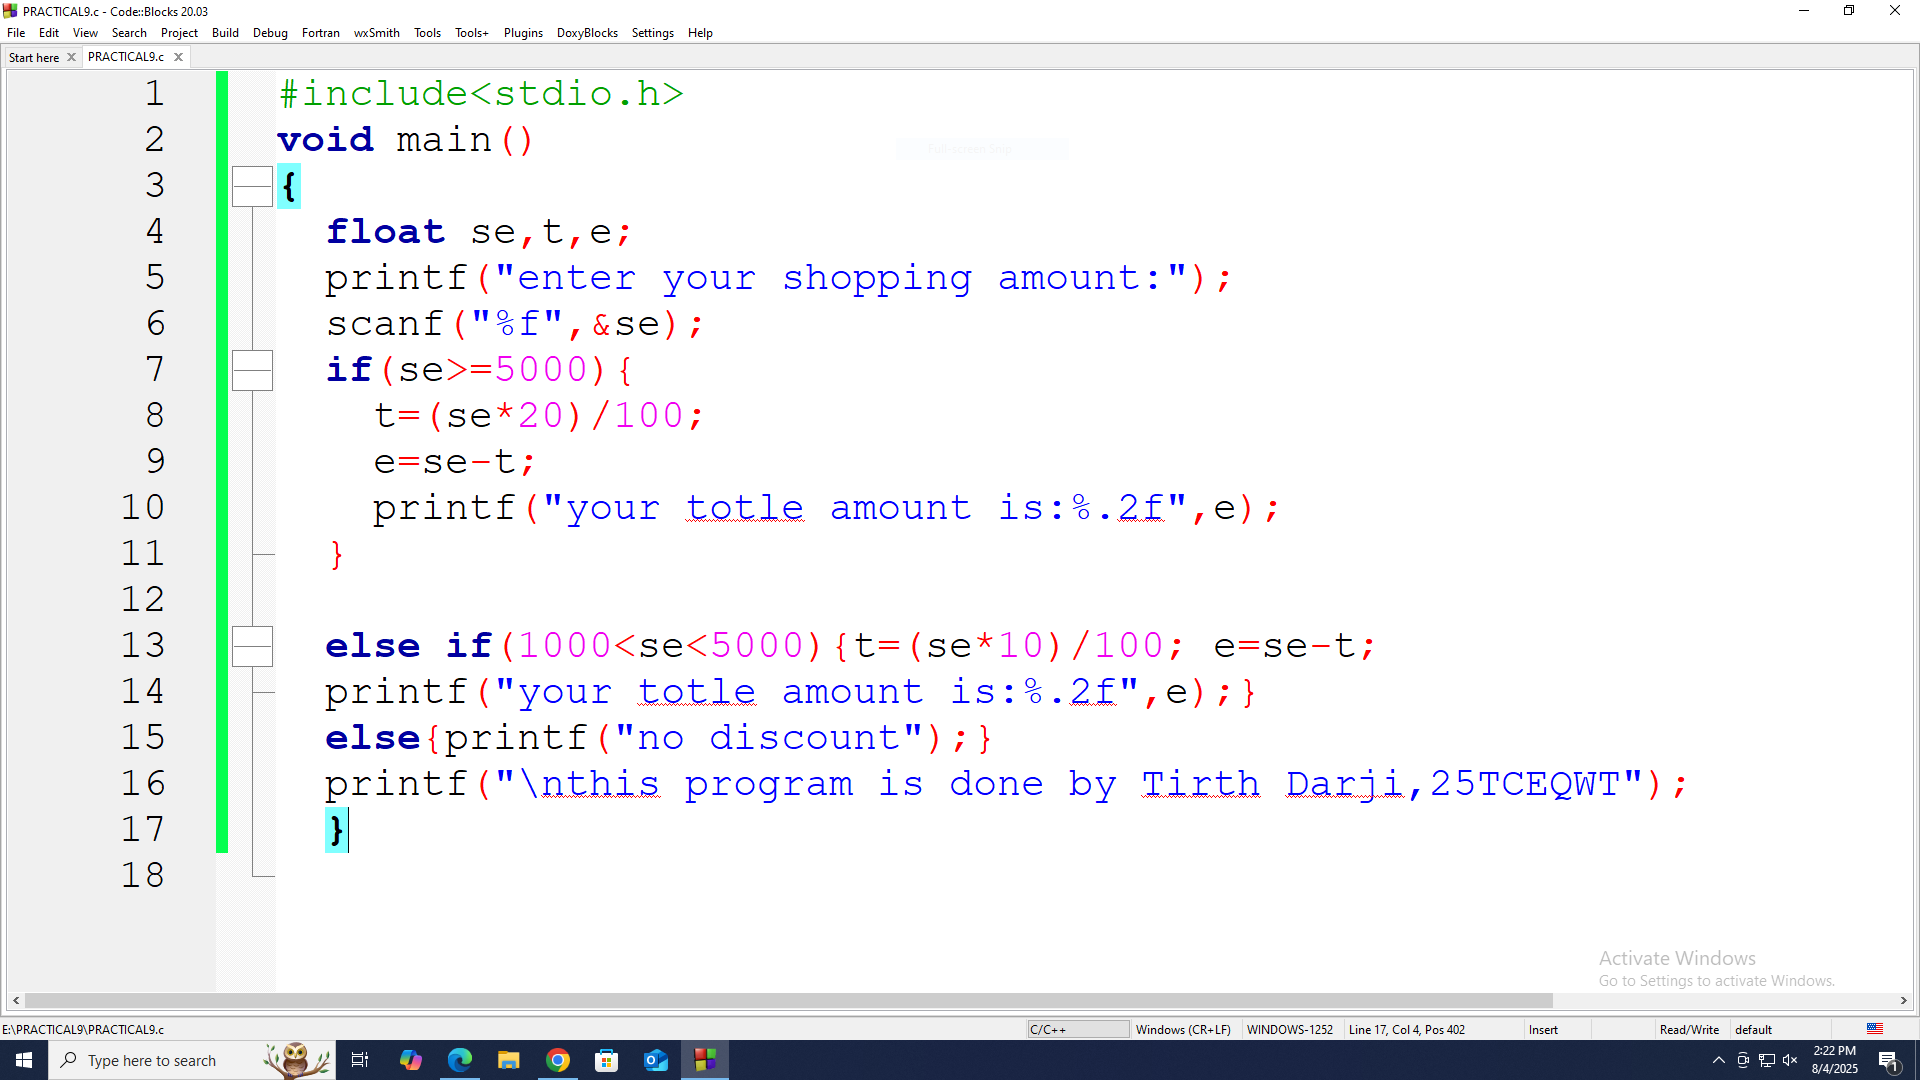 PRACTICAL9.c - Code::Blocks 20.03
File Edit View Search Project Build Debug Fortran wxSmith Tools Tools+ Plugins DoxyBlocks Settings Help
Start here PRACTICAL9.c
1 #include<stdio.h>
2 void main()
3 {
4 float se,t,e;
5 printf("enter your shopping amount:");
6 scanf("%f",&se);
7 if(se>=5000){
8 t=(se*20)/100;
9 e=se-t;
10 printf("your totle amount is:%.2f",e);
11 }
12
13 else if(1000<se<5000){t=(se*10)/100; e=se-t;
14 printf("your totle amount is:%.2f",e);}
15 else{printf("no discount");}
16 printf("\nthis program is done by Tirth Darji,25TCEQWT");
17 }
18
Activate Windows
Go to Settings to activate Windows.
E:\PRACTICAL9\PRACTICAL9.c C/C++ Windows (CR+LF) WINDOWS-1252 Line 17, Col 4, Pos 402 Insert Read/Write default
Type here to search
2:22 PM
8/4/2025
1